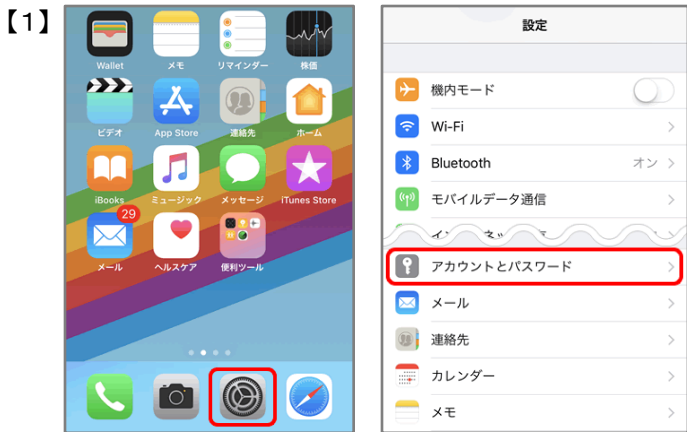 【1】
Wallet
メモ
リマインダー
株価
ビデオ
App Store
連絡先
ホーム
iBooks
ミュージック
メッセージ
iTunes Store
29
メール
ヘルスケア
便利ツール
設定
機内モード
Wi-Fi
Bluetooth
オン
モバイルデータ通信
アカウントとパスワード
メール
連絡先
カレンダー
メモ